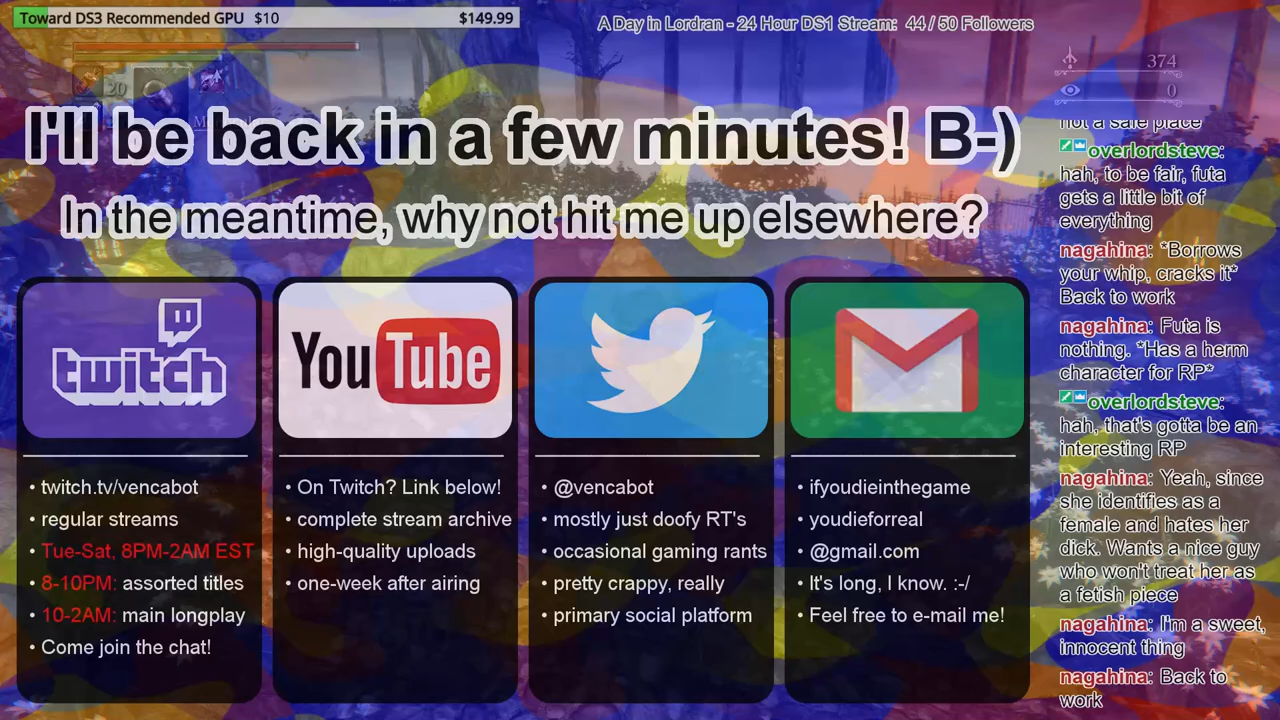 Toward DS3 Recommended GPU $10 $149.99
A Day in Lordran - 24 Hour DS1 Stream: 44 / 50 Followers
20
374
0
I'll be back in a few minutes! B-)
In the meantime, why not hit me up elsewhere?
twitch
• twitch.tv/vencabot
• regular streams
• Tue-Sat, 8PM-2AM EST
• 8-10PM: assorted titles
• 10-2AM: main longplay
• Come join the chat!
YouTube
• On Twitch? Link below!
• complete stream archive
• high-quality uploads
• one-week after airing
• @vencabot
• mostly just doofy RT's
• occasional gaming rants
• pretty crappy, really
• primary social platform
• ifyoudieinthegame
• youdieforreal
• @gmail.com
• It's long, I know. :-/
• Feel free to e-mail me!
not a safe place
overlordsteve:
hah, to be fair, futa
gets a little bit of
everything
nagahina: *Borrows
your whip, cracks it*
Back to work
nagahina: Futa is
nothing. *Has a herm
character for RP*
overlordsteve:
hah, that's gotta be an
interesting RP
nagahina: Yeah, since
she identifies as a
female and hates her
dick. Wants a nice guy
who won't treat her as
a fetish piece
nagahina: I'm a sweet,
innocent thing
nagahina: Back to
work